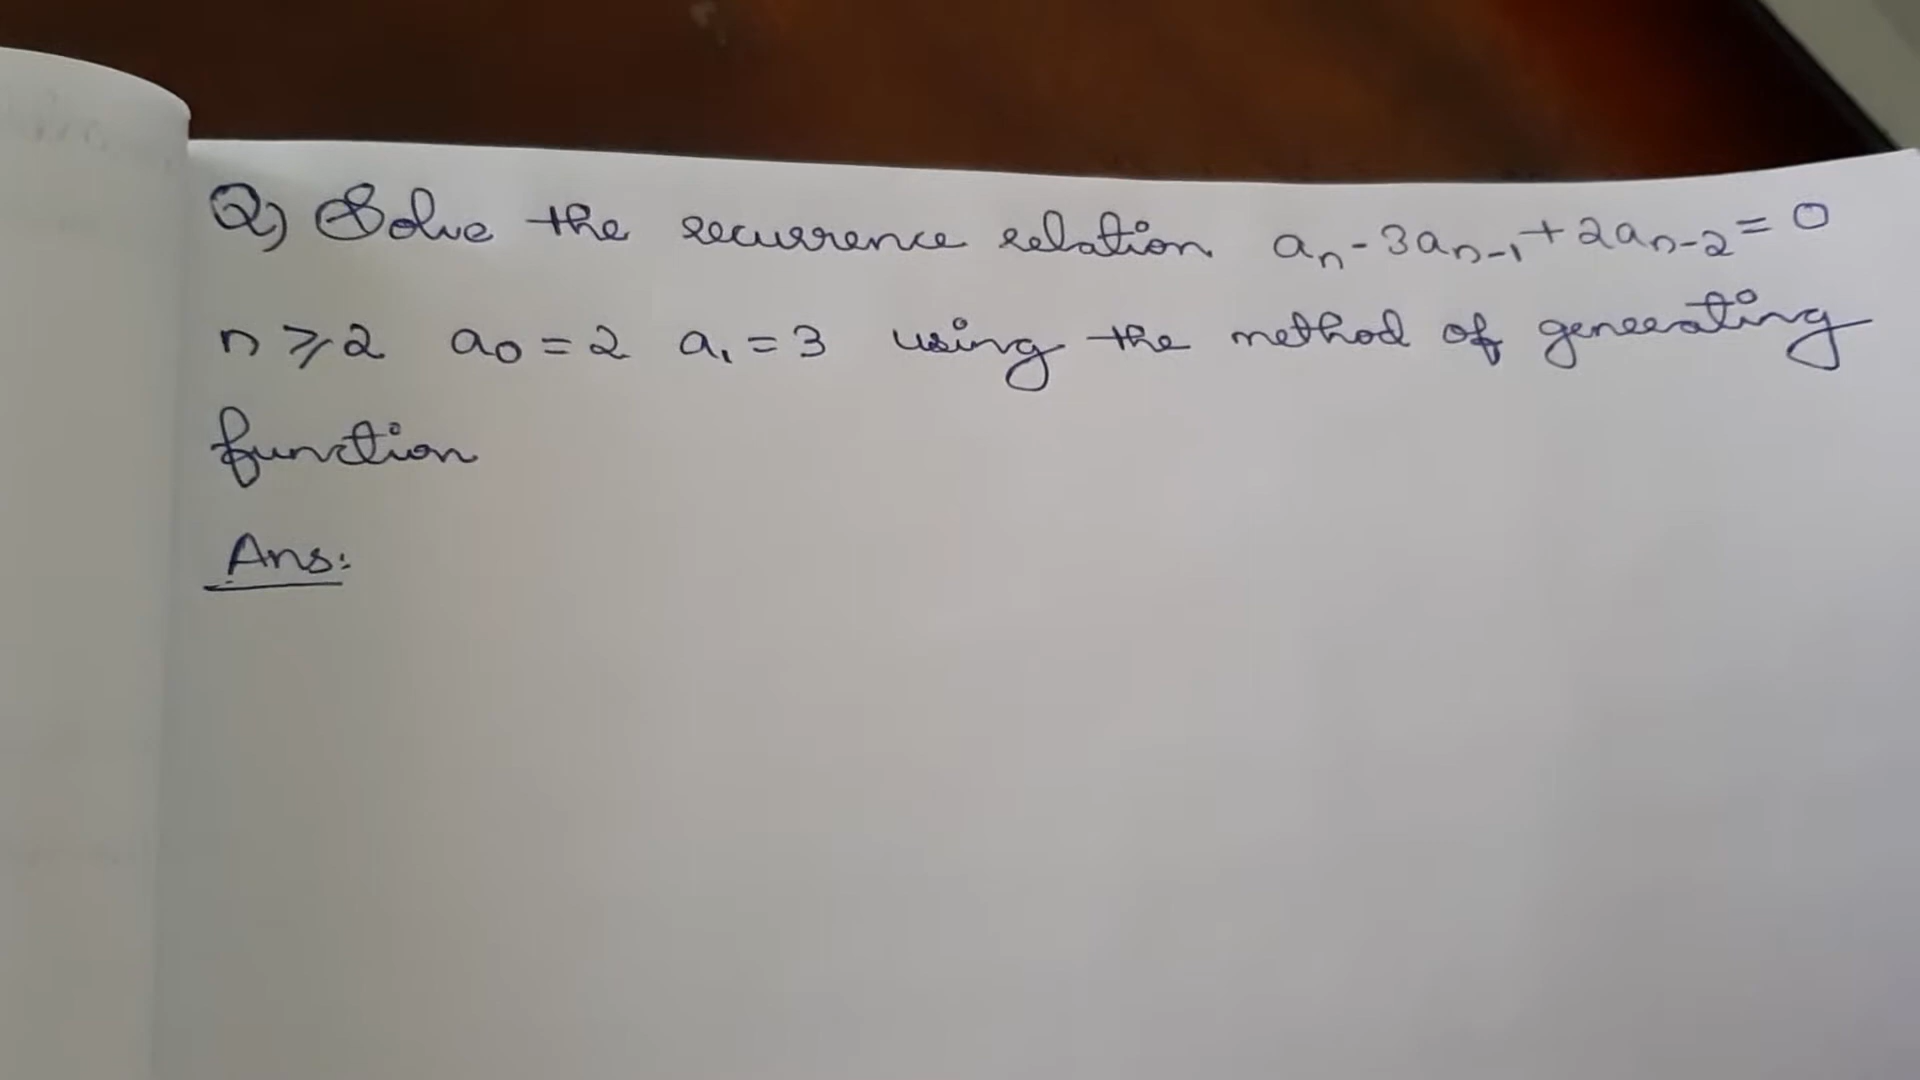 Q) Solve the recurrence relation aₙ - 3aₙ₋₁ + 2aₙ₋₂ = 0
n ⩾ 2 a₀ = 2 a₁ = 3 using the method of generating
function
Ans: